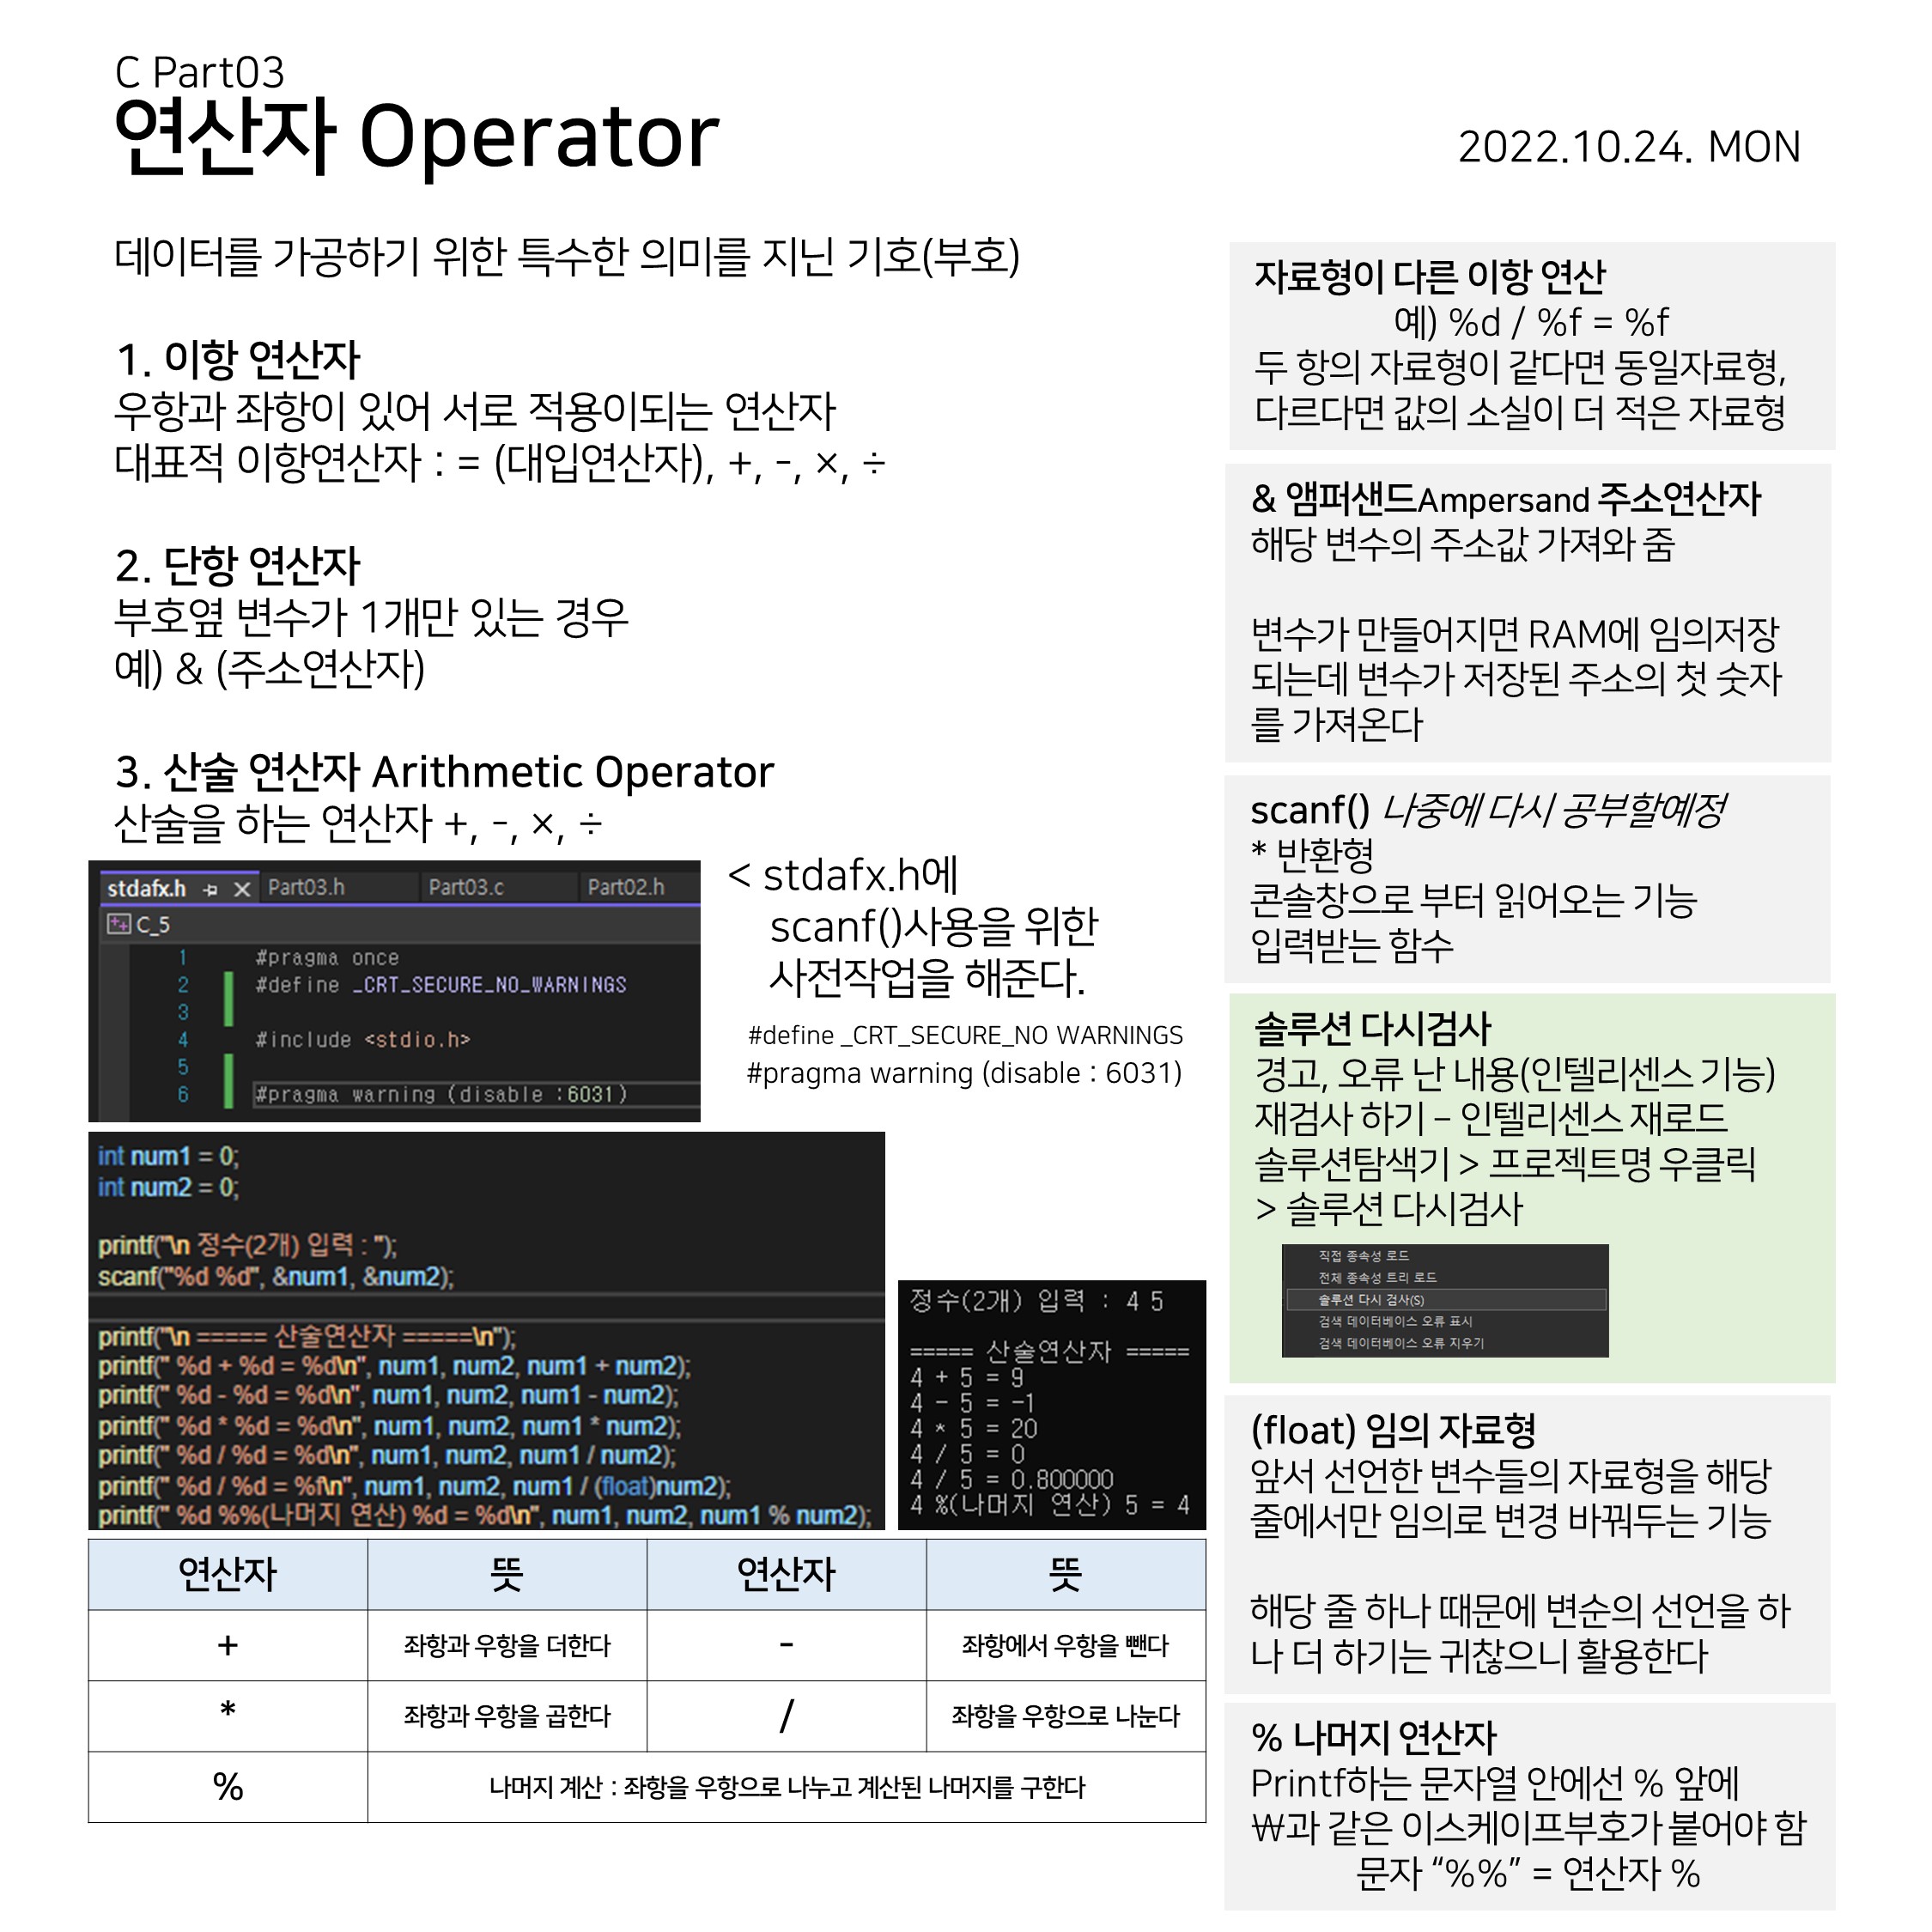 C Part03
연산자 Operator
2022.10.24. MON
데이터를 가공하기 위한 특수한 의미를 지닌 기호(부호)
1. 이항 연산자
우항과 좌항이 있어 서로 적용이되는 연산자
대표적 이항연산자 : = (대입연산자), +, -, ×, ÷
2. 단항 연산자
부호옆 변수가 1개만 있는 경우
예) & (주소연산자)
3. 산술 연산자 Arithmetic Operator
산술을 하는 연산자 +, -, ×, ÷
stdafx.h Part03.h Part03.c Part02.h
C_5
1 #pragma once
2 #define _CRT_SECURE_NO_WARNINGS
3
4 #include <stdio.h>
5
6 #pragma warning (disable :6031)
< stdafx.h에
scanf()사용을 위한
사전작업을 해준다.
#define _CRT_SECURE_NO WARNINGS
#pragma warning (disable : 6031)
int num1 = 0;
int num2 = 0;
printf("\n 정수(2개) 입력 : ");
scanf("%d %d", &num1, &num2);
printf("\n ===== 산술연산자 =====\n");
printf(" %d + %d = %d\n", num1, num2, num1 + num2);
printf(" %d - %d = %d\n", num1, num2, num1 - num2);
printf(" %d * %d = %d\n", num1, num2, num1 * num2);
printf(" %d / %d = %d\n", num1, num2, num1 / num2);
printf(" %d / %d = %f\n", num1, num2, num1 / (float)num2);
printf(" %d %%(나머지 연산) %d = %d\n", num1, num2, num1 % num2);
정수(2개) 입력 : 4 5
===== 산술연산자 =====
4 + 5 = 9
4 - 5 = -1
4 * 5 = 20
4 / 5 = 0
4 / 5 = 0.800000
4 %(나머지 연산) 5 = 4
연산자 뜻 연산자 뜻
+ 좌항과 우항을 더한다 - 좌항에서 우항을 뺀다
* 좌항과 우항을 곱한다 / 좌항을 우항으로 나눈다
% 나머지 계산 : 좌항을 우항으로 나누고 계산된 나머지를 구한다
자료형이 다른 이항 연산
예) %d / %f = %f
두 항의 자료형이 같다면 동일자료형,
다르다면 값의 소실이 더 적은 자료형
& 앰퍼샌드Ampersand 주소연산자
해당 변수의 주소값 가져와 줌
변수가 만들어지면 RAM에 임의저장
되는데 변수가 저장된 주소의 첫 숫자
를 가져온다
scanf() 나중에 다시 공부할예정
* 반환형
콘솔창으로 부터 읽어오는 기능
입력받는 함수
솔루션 다시검사
경고, 오류 난 내용(인텔리센스 기능)
재검사 하기 – 인텔리센스 재로드
솔루션탐색기 > 프로젝트명 우클릭
> 솔루션 다시검사
직접 종속성 로드
전체 종속성 트리 로드
솔루션 다시 검사(S)
검색 데이터베이스 오류 표시
검색 데이터베이스 오류 지우기
(float) 임의 자료형
앞서 선언한 변수들의 자료형을 해당
줄에서만 임의로 변경 바꿔두는 기능
해당 줄 하나 때문에 변순의 선언을 하
나 더 하기는 귀찮으니 활용한다
% 나머지 연산자
Printf하는 문자열 안에선 % 앞에
₩과 같은 이스케이프부호가 붙어야 함
문자 “%%” = 연산자 %